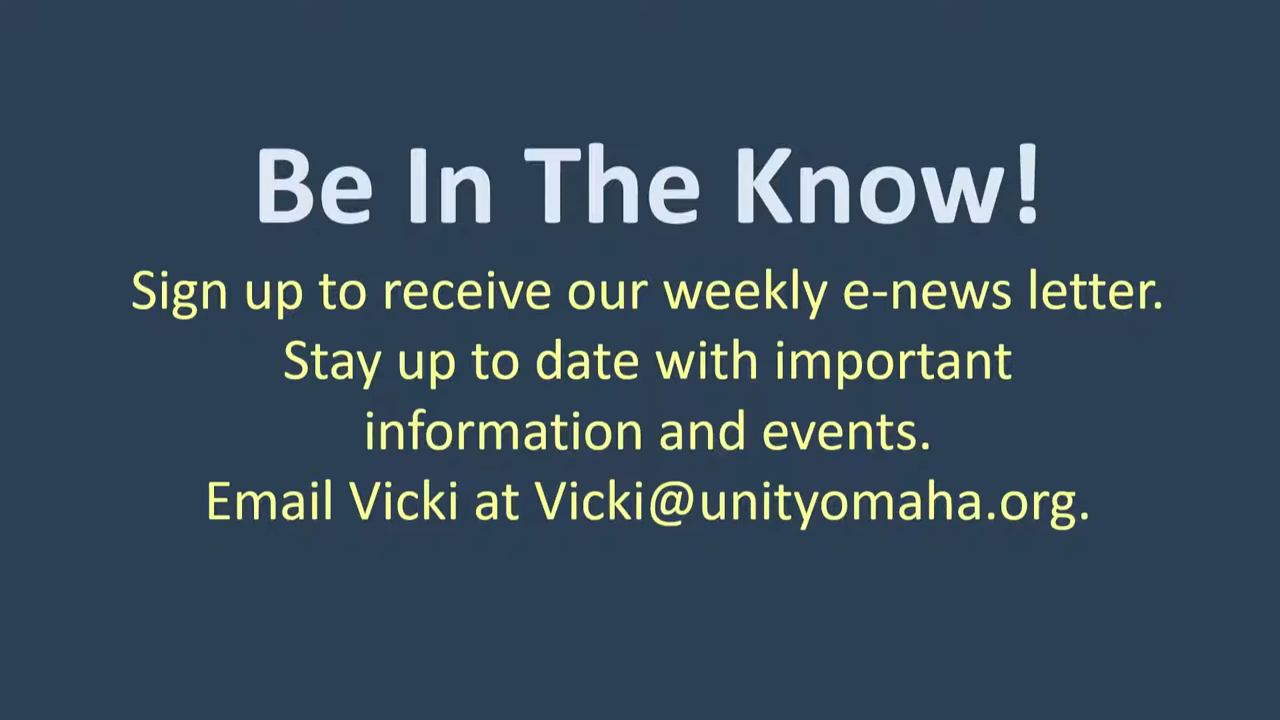 Be In The Know!
Sign up to receive our weekly e-news letter.
Stay up to date with important
information and events.
Email Vicki at Vicki@unityomaha.org.